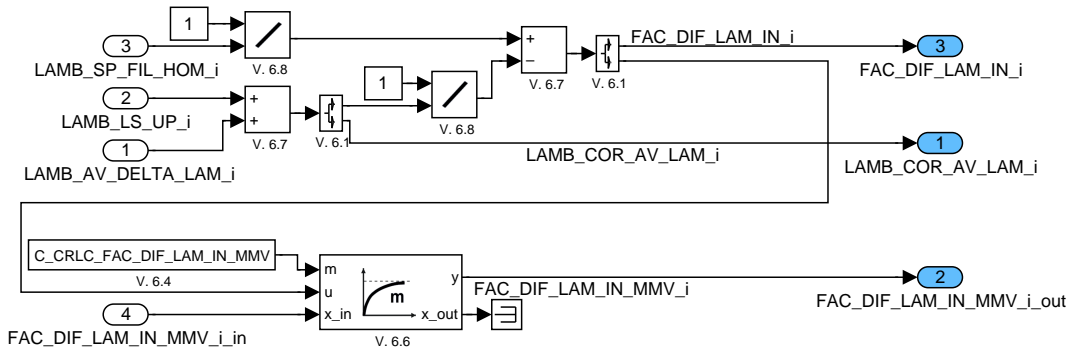 1
3
LAMB_SP_FIL_HOM_i
V. 6.8
+
−
V. 6.7
V. 6.1
FAC_DIF_LAM_IN_i
3
FAC_DIF_LAM_IN_i
2
LAMB_LS_UP_i
1
LAMB_AV_DELTA_LAM_i
+
+
V. 6.7
V. 6.1
1
V. 6.8
LAMB_COR_AV_LAM_i
1
LAMB_COR_AV_LAM_i
C_CRLC_FAC_DIF_LAM_IN_MMV
V. 6.4
4
FAC_DIF_LAM_IN_MMV_i_in
m
u
x_in
m
y
x_out
V. 6.6
FAC_DIF_LAM_IN_MMV_i
2
FAC_DIF_LAM_IN_MMV_i_out